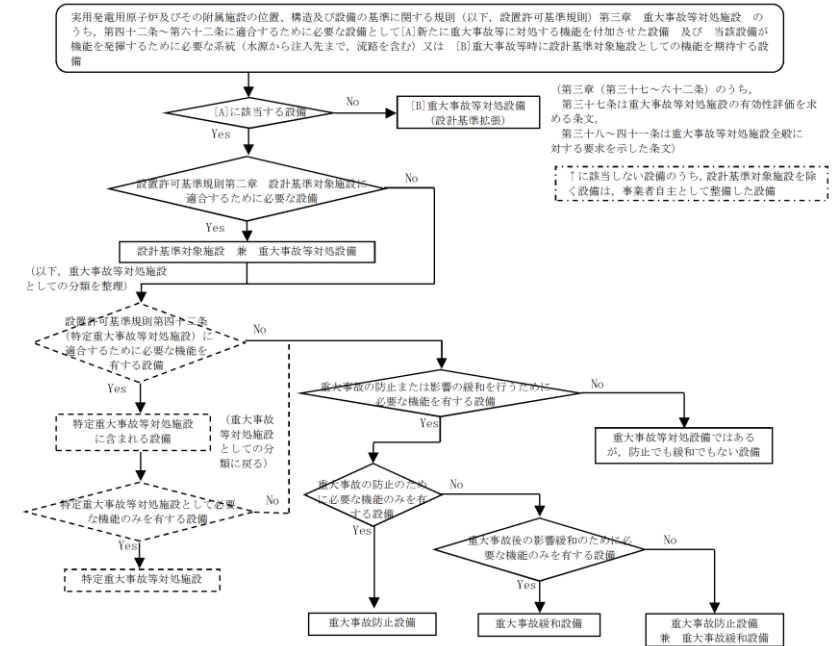 実用発電用原子炉及びその附属施設の位置、構造及び設備の基準に関する規則(以下, 設置許可基準規則) 第三章 重大事故等対処施設 の
うち, 第四十二条～第六十二条に適合するために必要な設備として[A]新たに重大事故等に対処する機能を付加させた設備 及び 当該設備が
機能を発揮するために必要な系統(水源から注入先まで, 流路を含む)又は [B]重大事故等時に設計基準対象施設としての機能を期待する設
備
[A]に該当する設備
No
Yes
[B]重大事故等対処設備
(設計基準拡張)
(第三章(第三十七～六十二条)のうち,
第三十七条は重大事故等対処施設の有効性評価を求
める条文,
第三十八～四十一条は重大事故等対処施設全般に
対する要求を示した条文)
↑に該当しない設備のうち, 設計基準対象施設を除
く設備は, 事業者自主として整備した設備
設置許可基準規則第二章 設計基準対象施設に
適合するために必要な設備
No
Yes
設計基準対象施設 兼 重大事故等対処設備
(以下, 重大事故等対処施設
としての分類を整理)
設置許可基準規則第四十二条
(特定重大事故等対処施設)に
適合するために必要な機能を
有する設備
No
Yes
特定重大事故等対処施設
に含まれる設備
(重大事故
等対処施設
としての分
類に戻る)
特定重大事故等対処施設として必要
な機能のみを有する設備
No
Yes
特定重大事故等対処施設
重大事故の防止または影響の緩和を行うために
必要な機能を有する設備
No
Yes
重大事故等対処設備ではある
が, 防止でも緩和でもない設備
重大事故の防止のため
に必要な機能のみを有
する設備
No
Yes
重大事故後の影響緩和のために必
要な機能のみを有する設備
No
Yes
重大事故防止設備
重大事故緩和設備
重大事故防止設備
兼 重大事故緩和設備